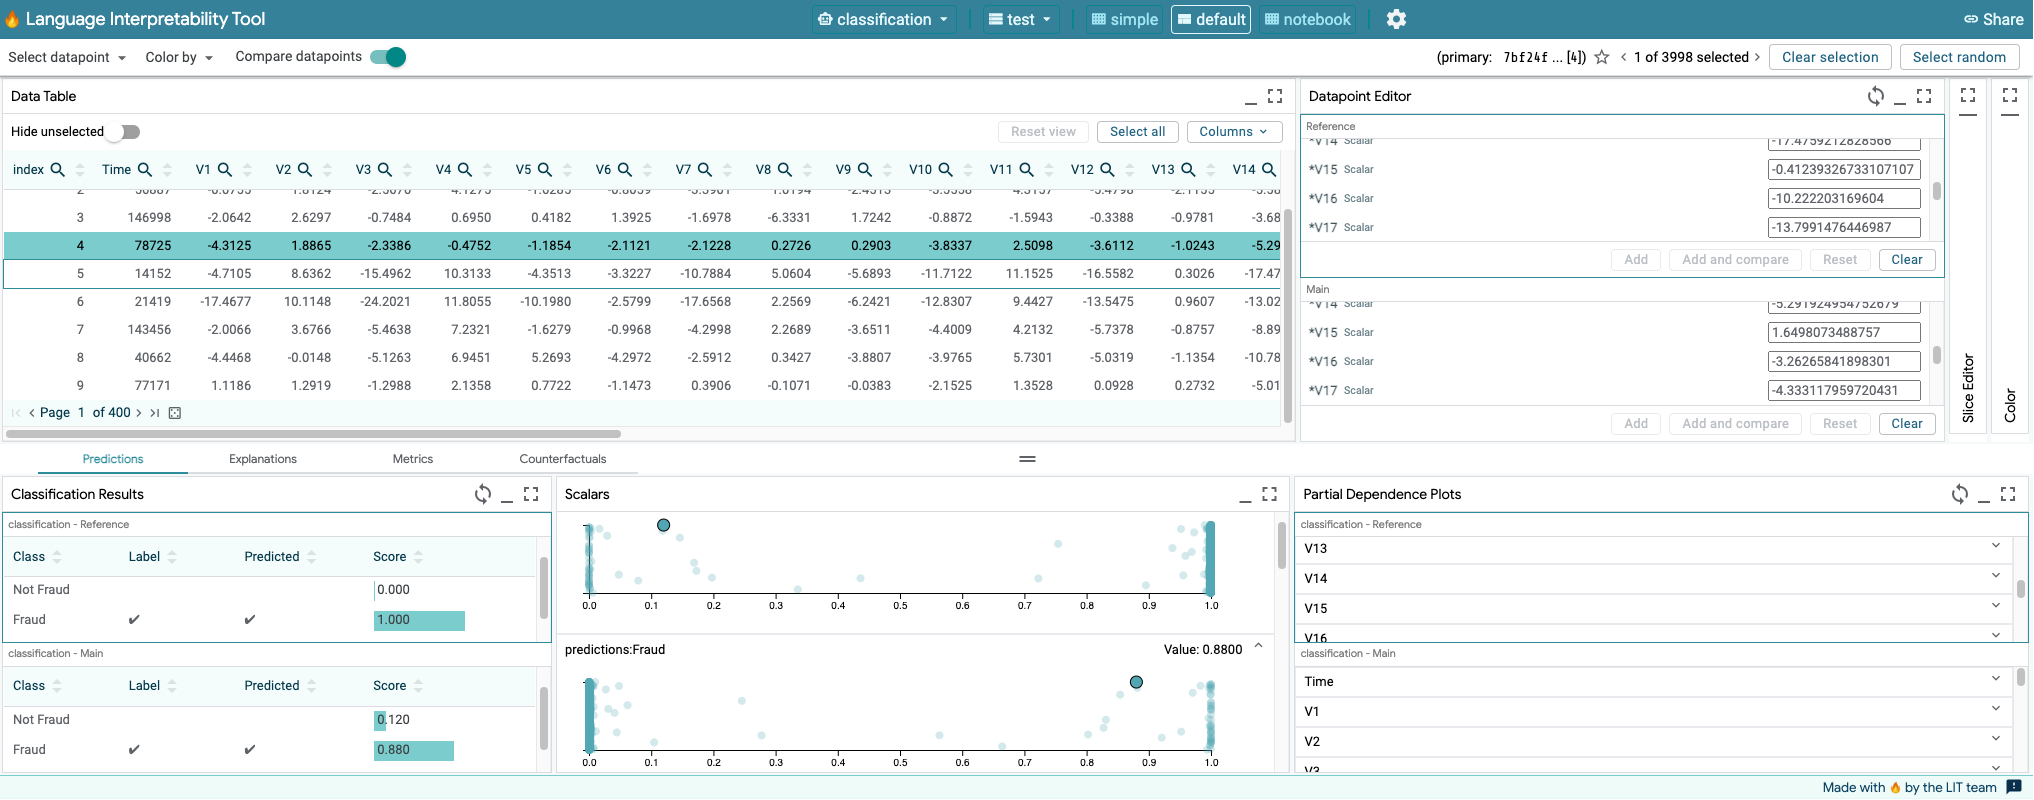 Language Interpretability Tool
classification
test
simple
default
notebook
Share
Select datapoint
Color by
Compare datapoints
(primary: 7bf24f ... [4])
1 of 3998 selected
Clear selection
Select random
Data Table
Hide unselected
Reset view
Select all
Columns
index Time V1 V2 V3 V4 V5 V6 V7 V8 V9 V10 V11 V12 V13 V14
3 146998 -2.0642 2.6297 -0.7484 0.6950 0.4182 1.3925 -1.6978 -6.3331 1.7242 -0.8872 -1.5943 -0.3388 -0.9781 -3.68
4 78725 -4.3125 1.8865 -2.3386 -0.4752 -1.1854 -2.1121 -2.1228 0.2726 0.2903 -3.8337 2.5098 -3.6112 -1.0243 -5.29
5 14152 -4.7105 8.6362 -15.4962 10.3133 -4.3513 -3.3227 -10.7884 5.0604 -5.6893 -11.7122 11.1525 -16.5582 0.3026 -17.47
6 21419 -17.4677 10.1148 -24.2021 11.8055 -10.1980 -2.5799 -17.6568 2.2569 -6.2421 -12.8307 9.4427 -13.5475 0.9607 -13.02
7 143456 -2.0066 3.6766 -5.4638 7.2321 -1.6279 -0.9968 -4.2998 2.2689 -3.6511 -4.4009 4.2132 -5.7378 -0.8757 -8.89
8 40662 -4.4468 -0.0148 -5.1263 6.9451 5.2693 -4.2972 -2.5912 0.3427 -3.8807 -3.9765 5.7301 -5.0319 -1.1354 -10.78
9 77171 1.1186 1.2919 -1.2988 2.1358 0.7722 -1.1473 0.3906 -0.1071 -0.0383 -2.1525 1.3528 0.0928 0.2732 -5.01
Page 1 of 400
Datapoint Editor
Reference
*V14 Scalar -17.4759212828566
*V15 Scalar -0.41239326733107107
*V16 Scalar -10.222203169604
*V17 Scalar -13.7991476446987
Add
Add and compare
Reset
Clear
Main
*V14 Scalar -5.291924954752679
*V15 Scalar 1.6498073488757
*V16 Scalar -3.26265841898301
*V17 Scalar -4.333117959720431
Add
Add and compare
Reset
Clear
Slice Editor
Color
Predictions
Explanations
Metrics
Counterfactuals
Classification Results
classification - Reference
Class Label Predicted Score
Not Fraud 0.000
Fraud ✔ ✔ 1.000
classification - Main
Class Label Predicted Score
Not Fraud 0.120
Fraud ✔ ✔ 0.880
Scalars
0.0 0.1 0.2 0.3 0.4 0.5 0.6 0.7 0.8 0.9 1.0
predictions:Fraud
Value: 0.8800
0.0 0.1 0.2 0.3 0.4 0.5 0.6 0.7 0.8 0.9 1.0
Partial Dependence Plots
classification - Reference
V13
V14
V15
V16
classification - Main
Time
V1
V2
V3
Made with 🔥 by the LIT team